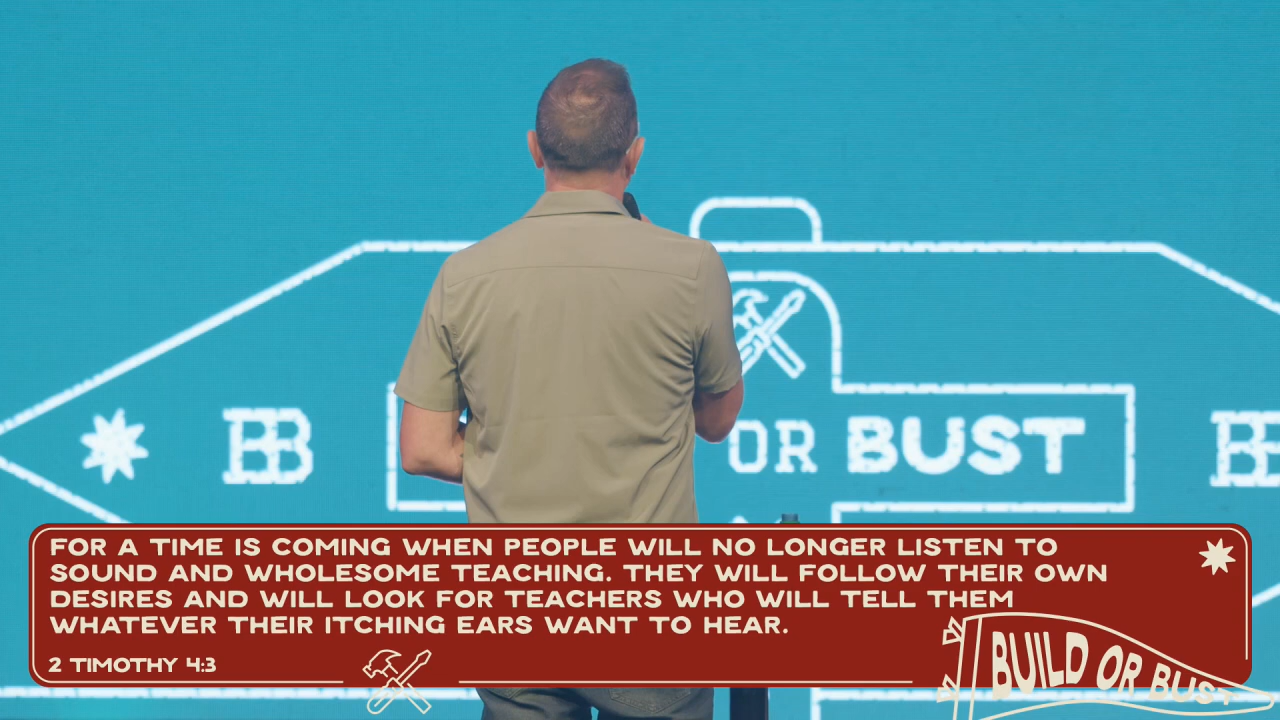 BB
OR BUST
BB
FOR A TIME IS COMING WHEN PEOPLE WILL NO LONGER LISTEN TO
SOUND AND WHOLESOME TEACHING. THEY WILL FOLLOW THEIR OWN
DESIRES AND WILL LOOK FOR TEACHERS WHO WILL TELL THEM
WHATEVER THEIR ITCHING EARS WANT TO HEAR.
2 TIMOTHY 4:3
BUILD OR BUST